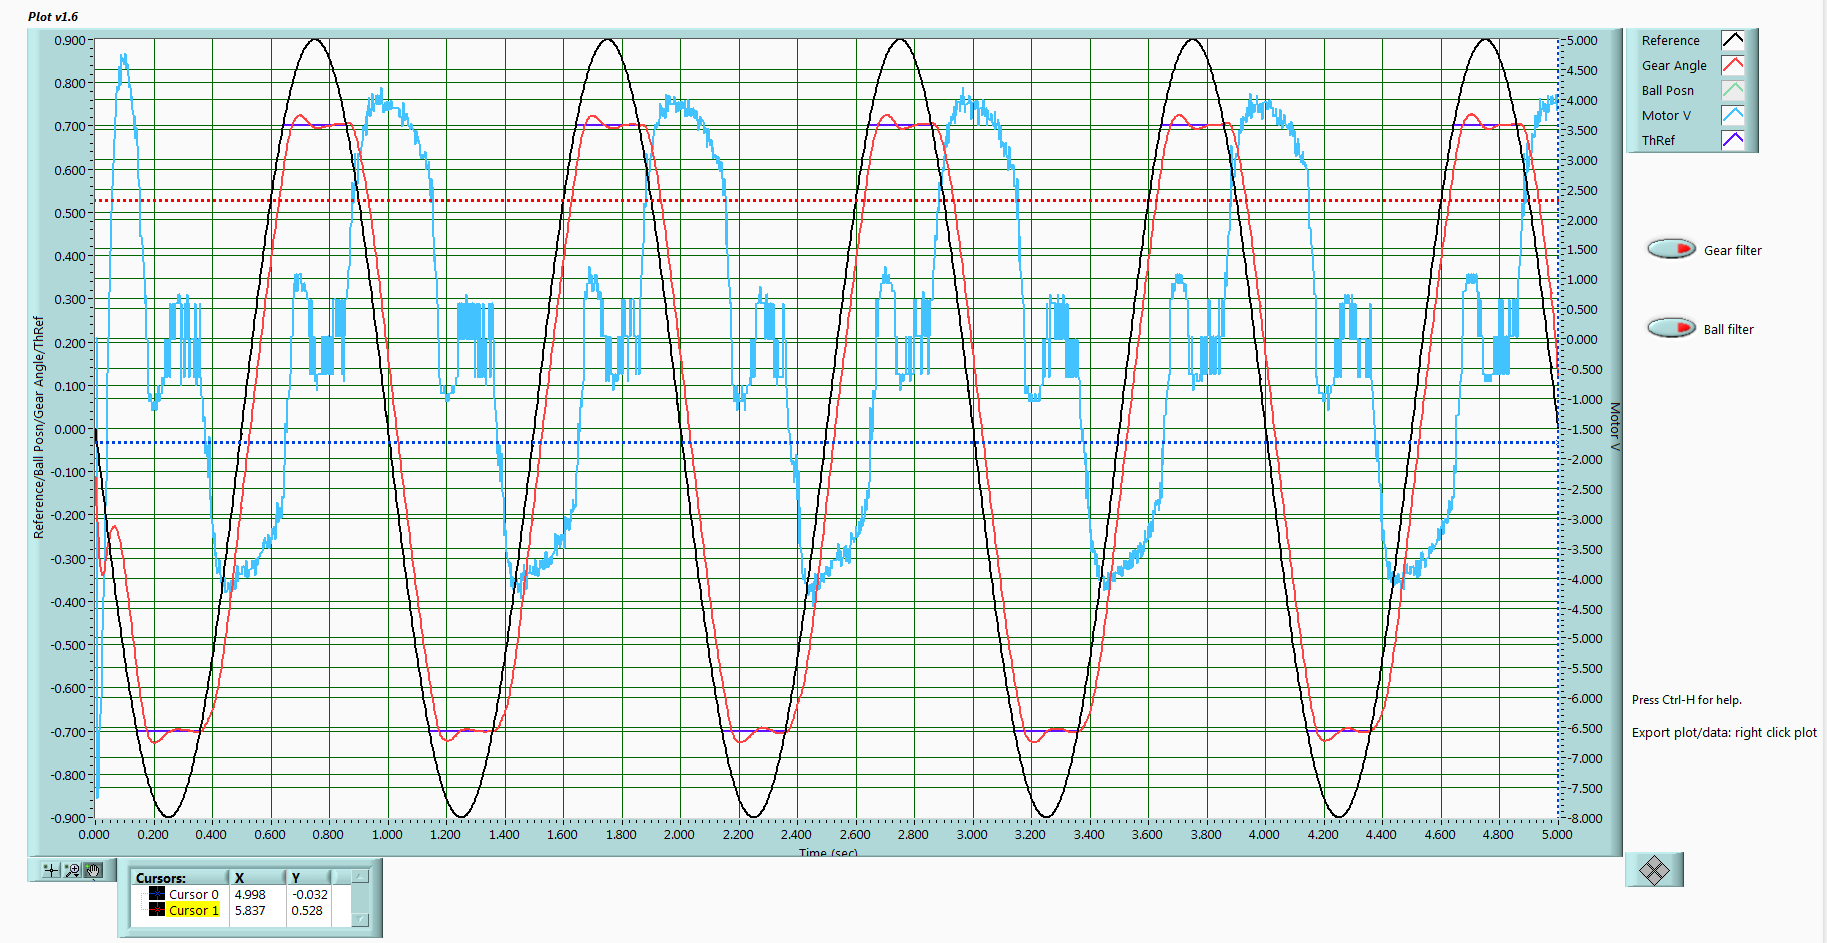 Plot v1.6
0.900
0.800
0.700
0.600
0.500
0.400
0.300
0.200
0.100
0.000
-0.100
-0.200
-0.300
-0.400
-0.500
-0.600
-0.700
-0.800
-0.900
Reference/Ball Posn/Gear Angle/ThRef
5.000
4.500
4.000
3.500
3.000
2.500
2.000
1.500
1.000
0.500
0.000
-0.500
-1.000
-1.500
-2.000
-2.500
-3.000
-3.500
-4.000
-4.500
-5.000
-5.500
-6.000
-6.500
-7.000
-7.500
-8.000
Motor V
0.000 0.200 0.400 0.600 0.800 1.000 1.200 1.400 1.600 1.800 2.000 2.200 2.400 2.600 2.800 3.000 3.200 3.400 3.600 3.800 4.000 4.200 4.400 4.600 4.800 5.000
Time (sec)
Reference
Gear Angle
Ball Posn
Motor V
ThRef
Gear filter
Ball filter
Press Ctrl-H for help.
Export plot/data: right click plot
Cursors: X Y
Cursor 0 4.998 -0.032
Cursor 1 5.837 0.528